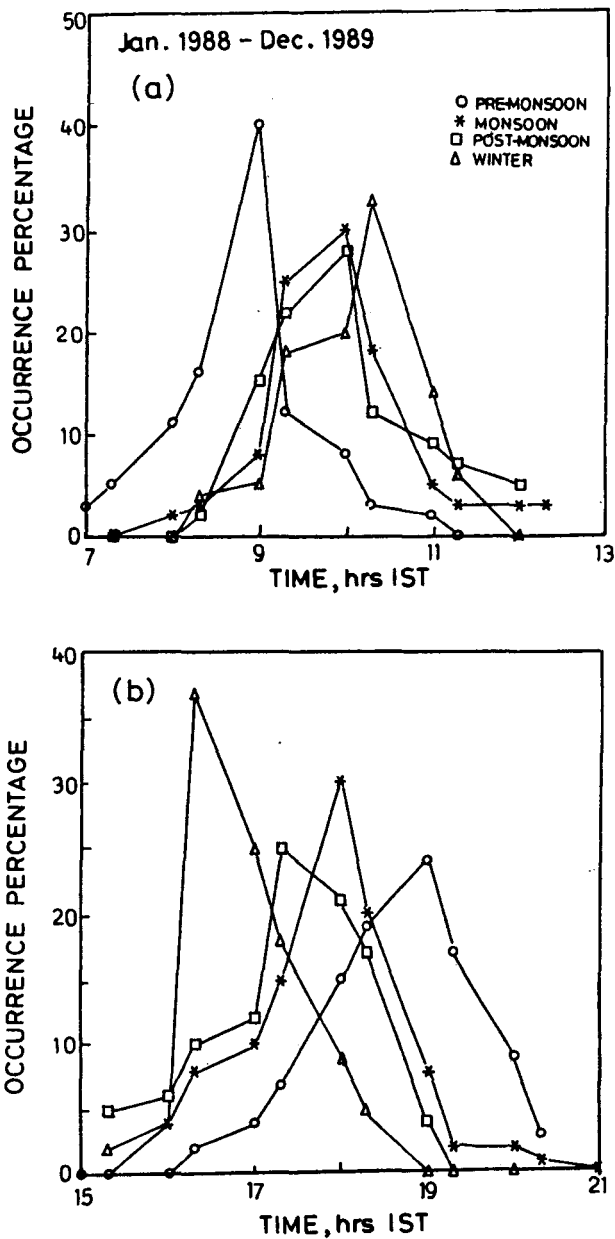 50
Jan. 1988 - Dec. 1989
(a)
PRE-MONSOON
MONSOON
POST-MONSOON
WINTER
40
30
20
10
0
OCCURRENCE PERCENTAGE
7 9 11 13
TIME, hrs IST
40
(b)
30
20
10
0
OCCURRENCE PERCENTAGE
15 17 19 21
TIME, hrs IST